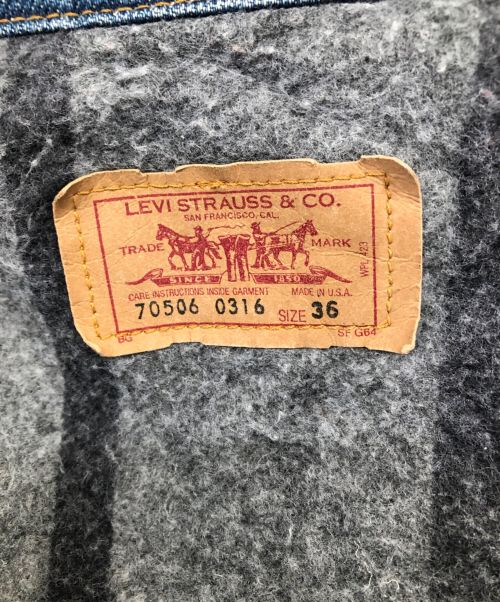 LEVI STRAUSS & CO.
SAN FRANCISCO, CAL.
TRADE MARK
WPL 423
SINCE 1850
CARE INSTRUCTIONS INSIDE GARMENT MADE IN U.S.A.
70506 0316 SIZE 36
BG SF G64